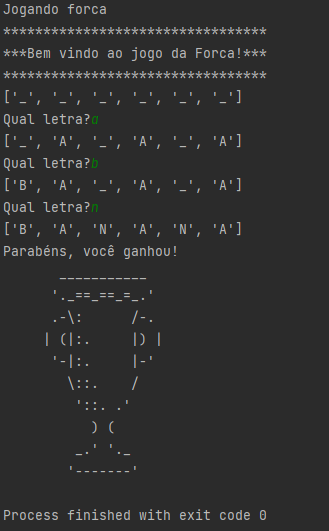 Jogando forca
*********************************
***Bem vindo ao jogo da Forca!***
*********************************
['_', '_', '_', '_', '_', '_']
Qual letra?a
['_', 'A', '_', 'A', '_', 'A']
Qual letra?b
['B', 'A', '_', 'A', '_', 'A']
Qual letra?n
['B', 'A', 'N', 'A', 'N', 'A']
Parabéns, você ganhou!
       ___________
      '._==_==_=_.'
      .-\:      /-.
     | (|:.     |) |
      '-|:.     |-'
        \::.    /
         '::. .'
           ) (
         _.' '._
        '-------'
Process finished with exit code 0